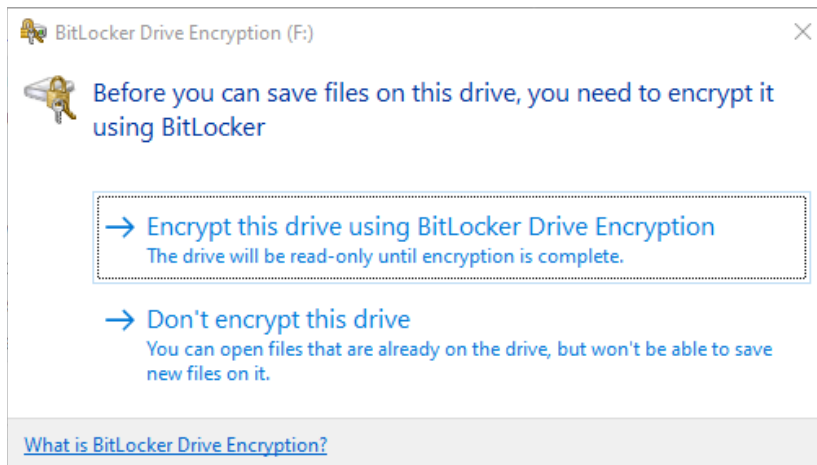 BitLocker Drive Encryption (F:)
Before you can save files on this drive, you need to encrypt it
using BitLocker
Encrypt this drive using BitLocker Drive Encryption
The drive will be read-only until encryption is complete.
Don't encrypt this drive
You can open files that are already on the drive, but won't be able to save
new files on it.
What is BitLocker Drive Encryption?